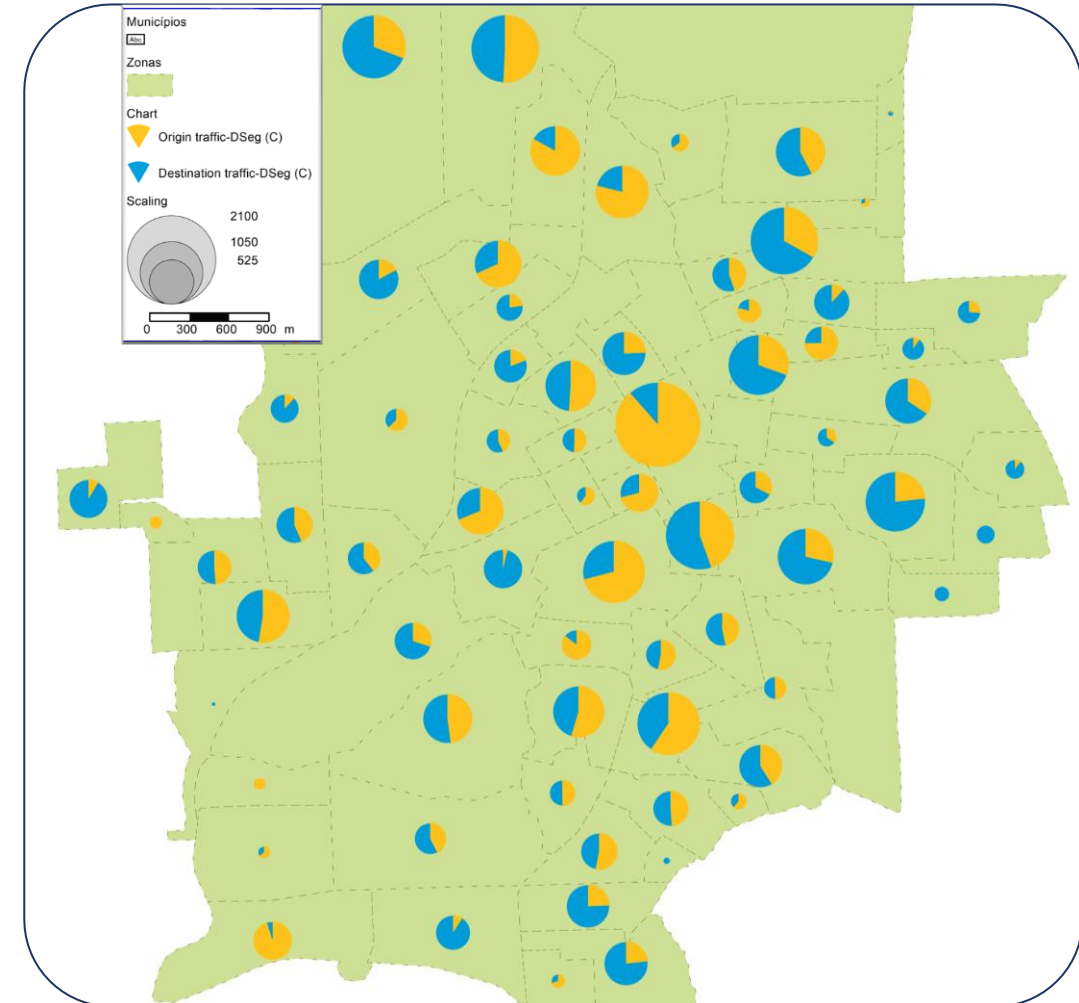 Municípios
Abc
Zonas
Chart
Origin traffic-DSeg (C)
Destination traffic-DSeg (C)
Scaling
2100
1050
525
0 300 600 900 m